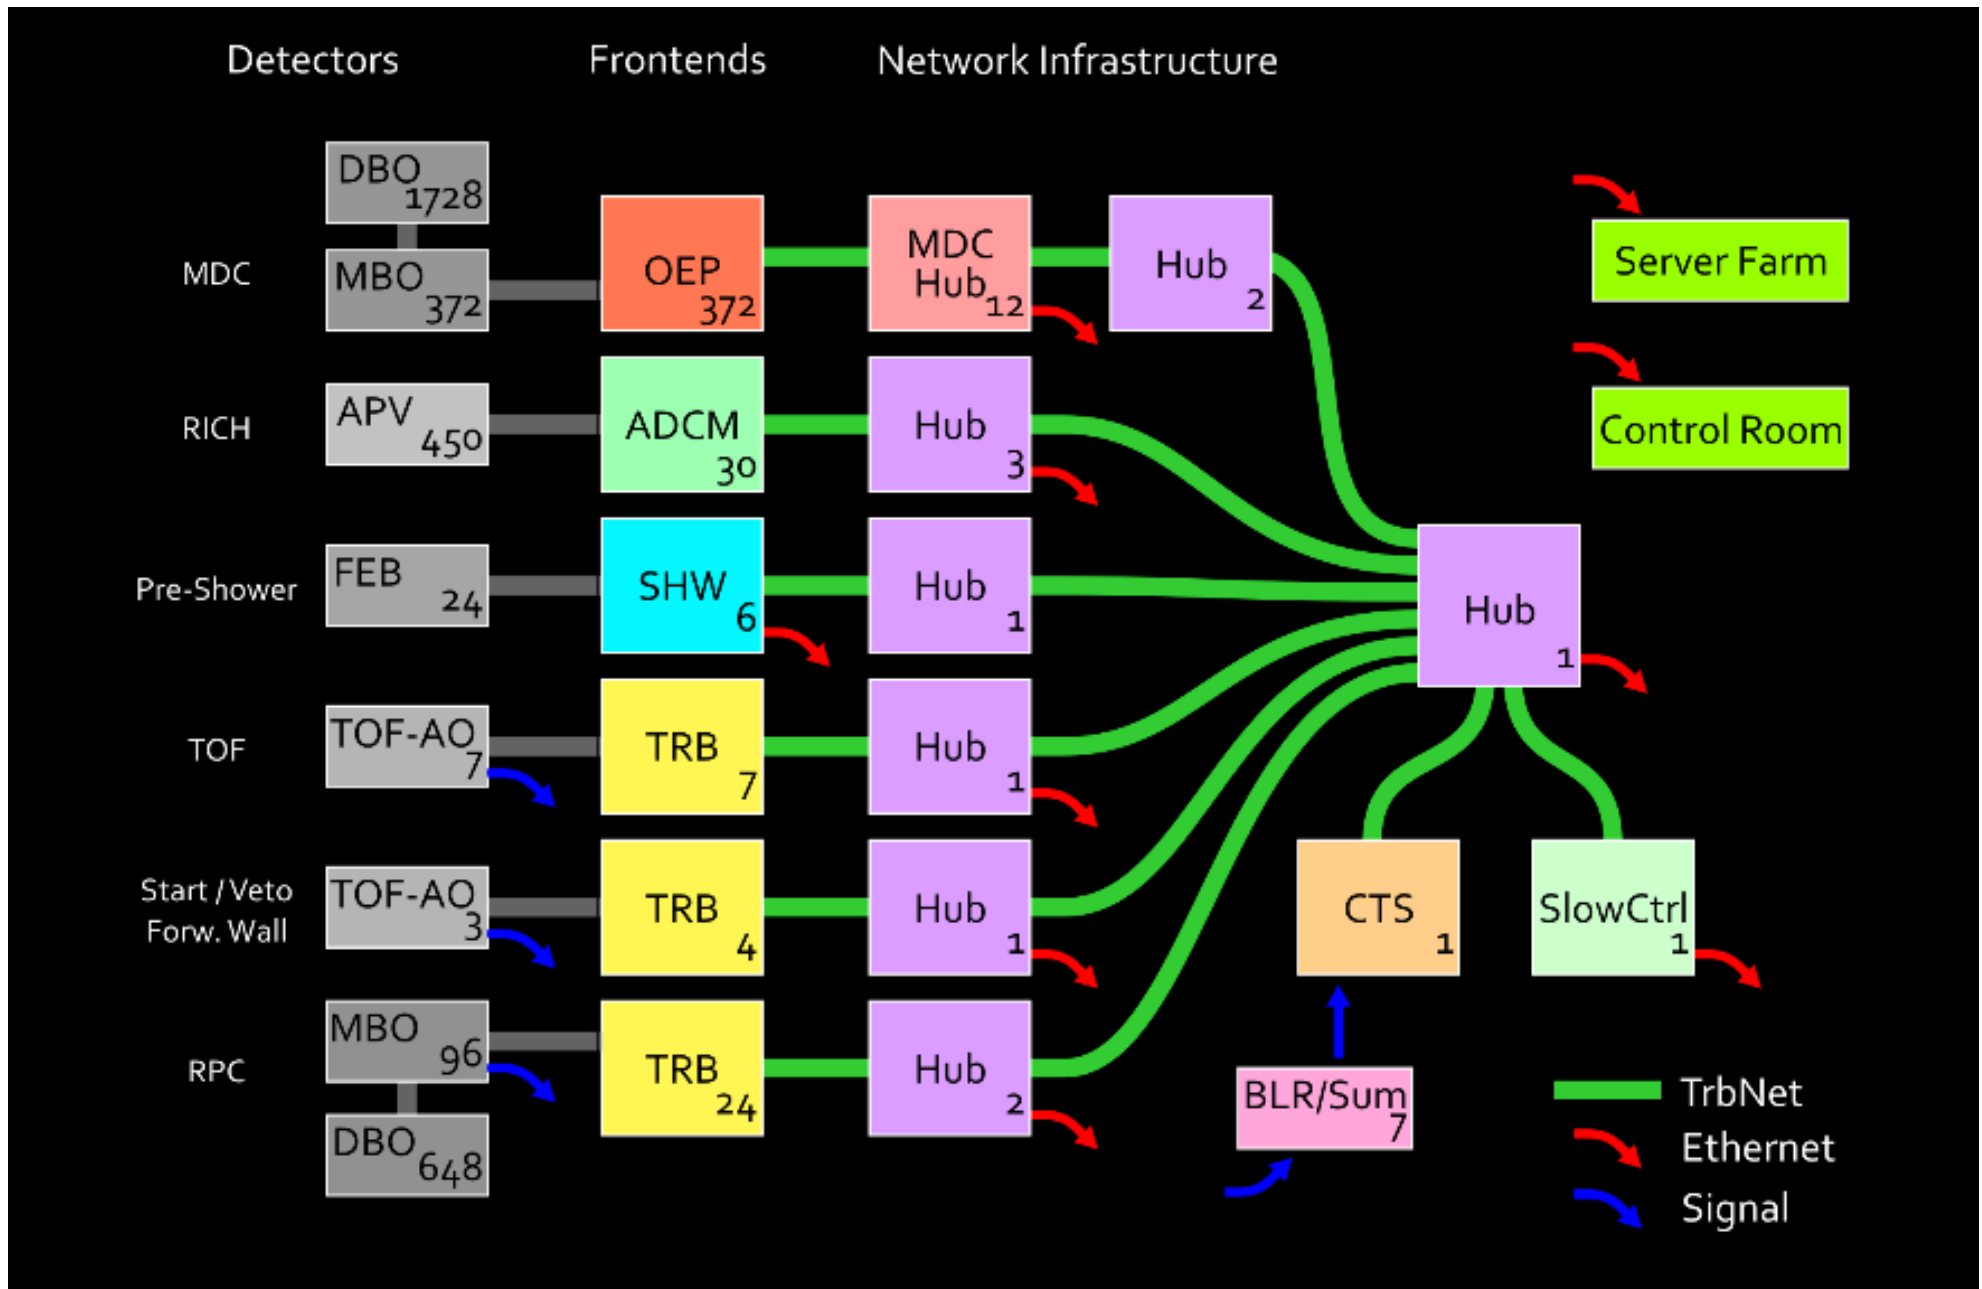 Detectors Frontends Network Infrastructure
DBO
1728
MDC
MBO
372
OEP
372
MDC
Hub
12
Hub
2
Server Farm
RICH
APV
450
ADCM
30
Hub
3
Control Room
Pre-Shower
FEB
24
SHW
6
Hub
1
Hub
1
TOF
TOF-AO
7
TRB
7
Hub
1
Start / Veto
Forw. Wall
TOF-AO
3
TRB
4
Hub
1
CTS
1
SlowCtrl
1
RPC
MBO
96
DBO
648
TRB
24
Hub
2
BLR/Sum
7
TrbNet
Ethernet
Signal